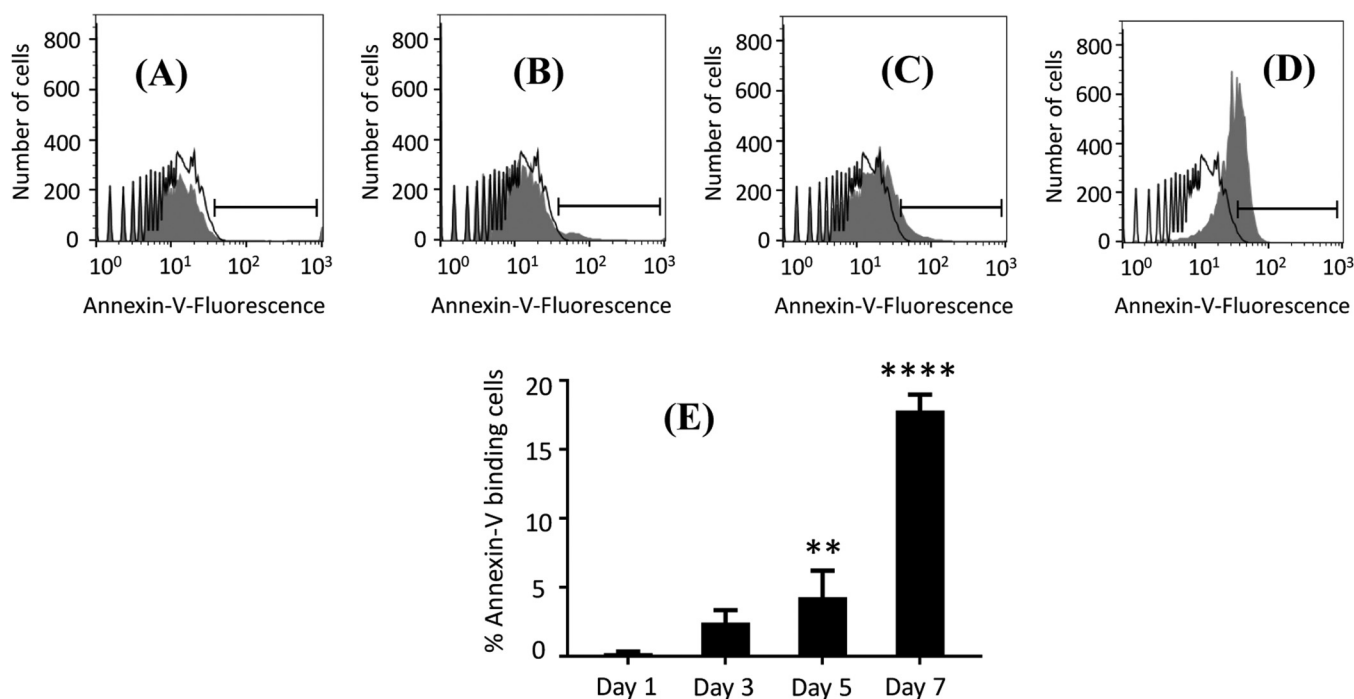 Number of cells
800
600
400
200
0
(A)
10⁰ 10¹ 10² 10³
Annexin-V-Fluorescence
Number of cells
800
600
400
200
0
(B)
10⁰ 10¹ 10² 10³
Annexin-V-Fluorescence
Number of cells
800
600
400
200
0
(C)
10⁰ 10¹ 10² 10³
Annexin-V-Fluorescence
Number of cells
800
600
400
200
0
(D)
10⁰ 10¹ 10² 10³
Annexin-V-Fluorescence
% Annexin-V binding cells
20
15
10
5
0
(E)
****
**
Day 1 Day 3 Day 5 Day 7